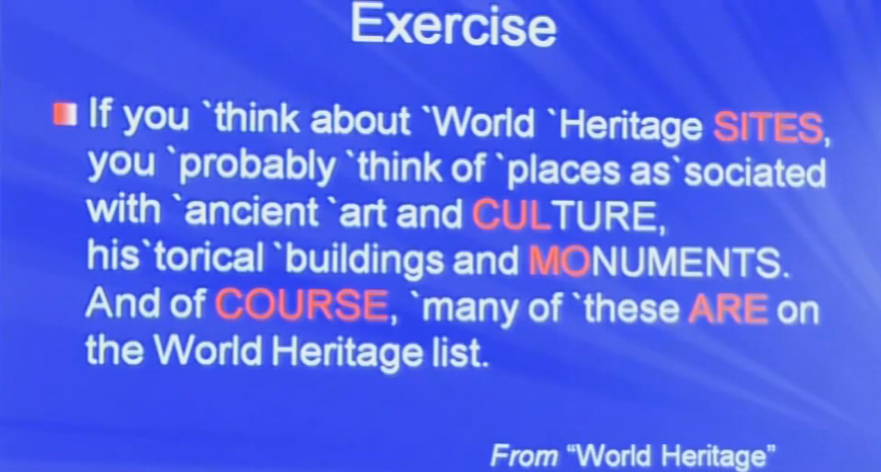 Exercise
If you `think about `World `Heritage SITES,
you `probably `think of `places as`sociated
with `ancient `art and CULTURE,
his`torical `buildings and MONUMENTS.
And of COURSE, `many of `these ARE on
the World Heritage list.
From “World Heritage”